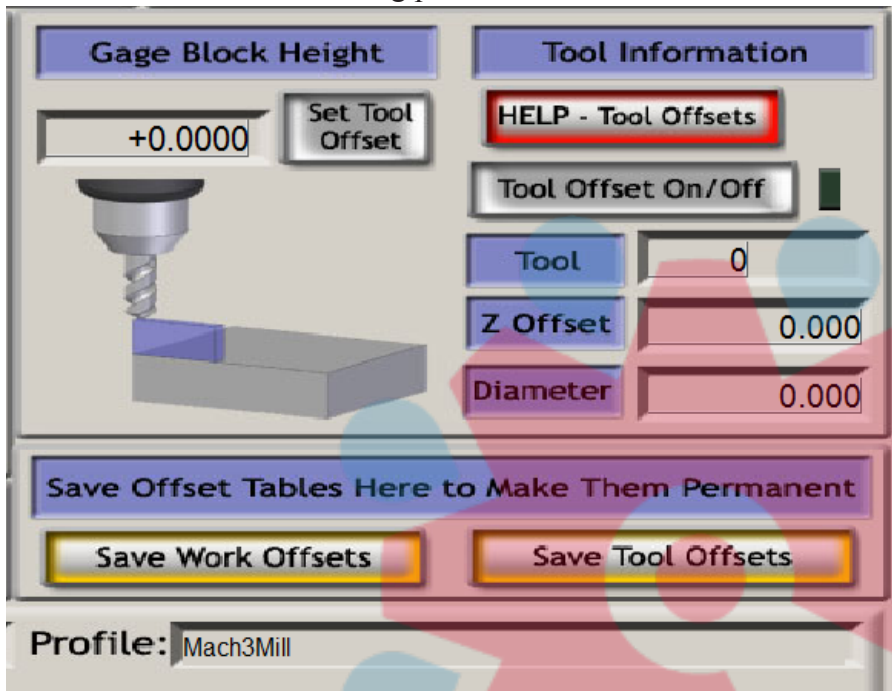 Gage Block Height
+0.0000
Set Tool
Offset
Tool Information
HELP - Tool Offsets
Tool Offset On/Off
Tool
0
Z Offset
0.000
Diameter
0.000
Save Offset Tables Here to Make Them Permanent
Save Work Offsets
Save Tool Offsets
Profile:
Mach3Mill